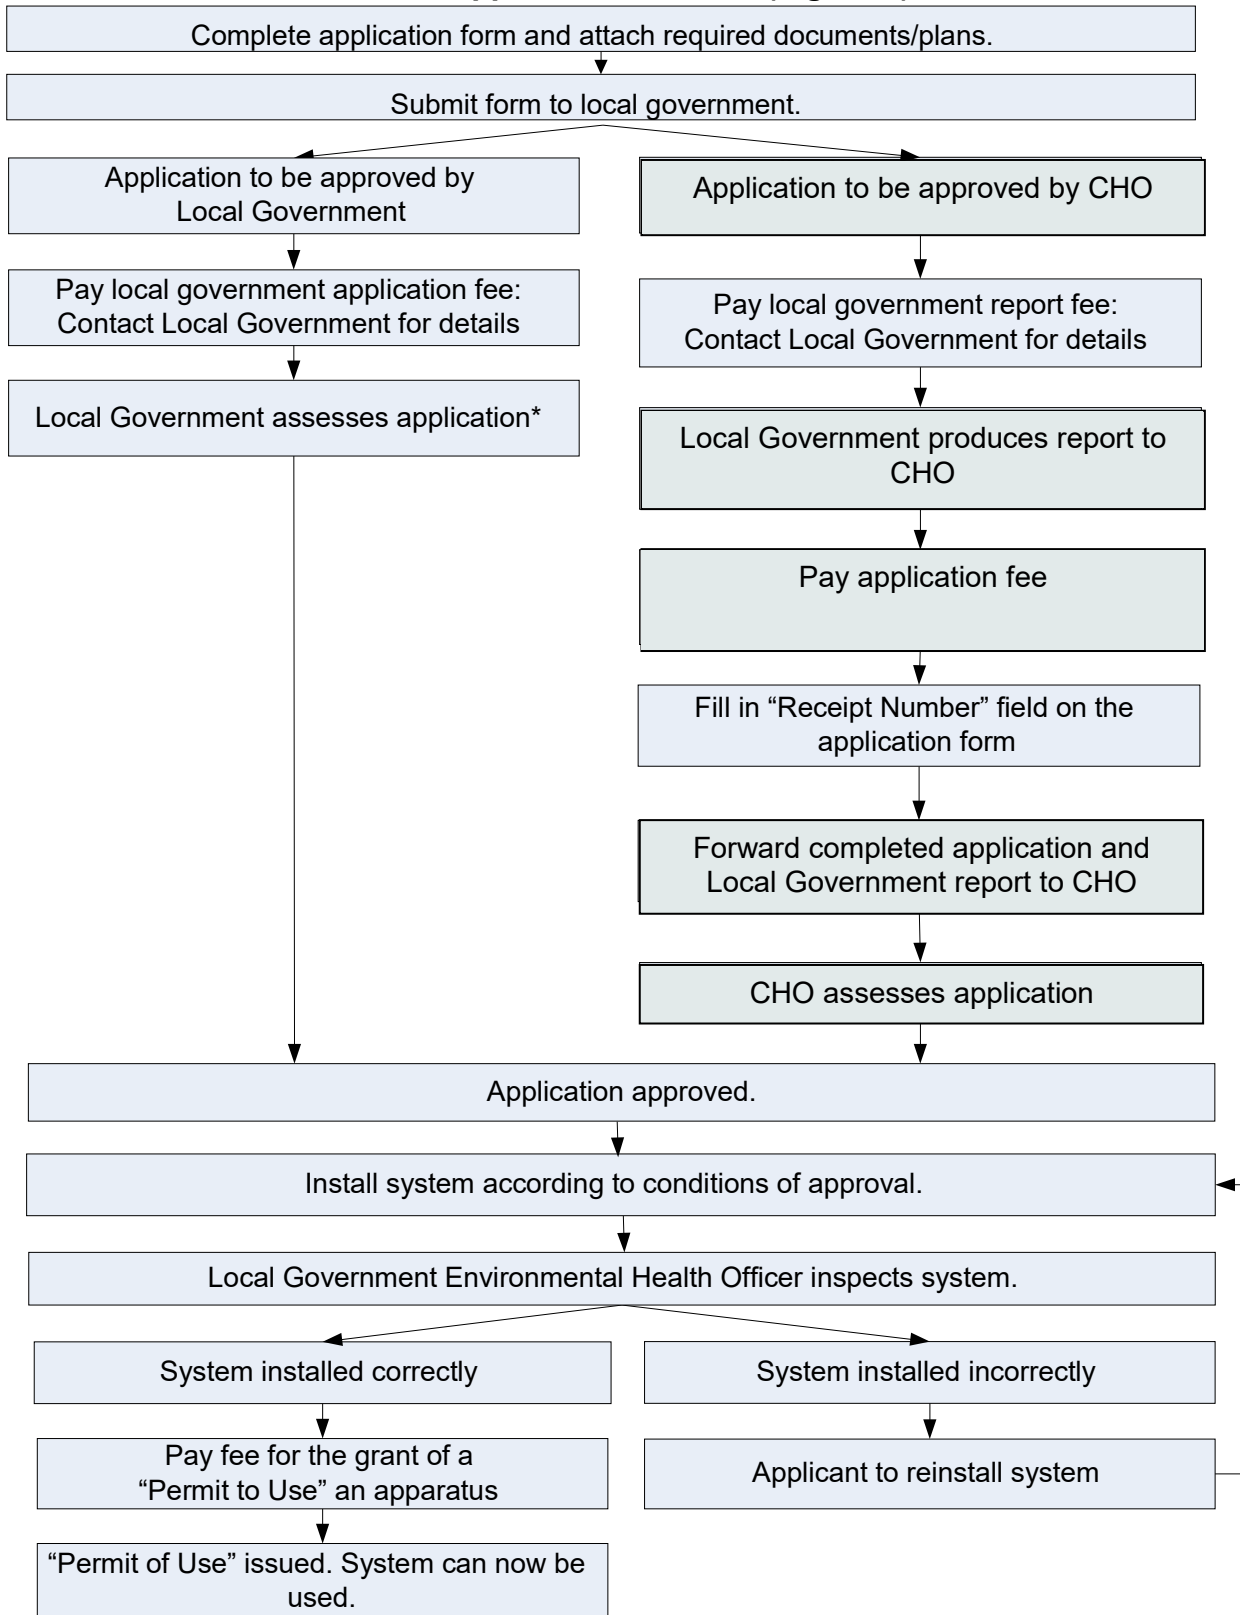 Complete application form and attach required documents/plans.
Submit form to local government.
Application to be approved by
Local Government
Application to be approved by CHO
Pay local government application fee:
Contact Local Government for details
Pay local government report fee:
Contact Local Government for details
Local Government assesses application*
Local Government produces report to
CHO
Pay application fee
Fill in “Receipt Number” field on the
application form
Forward completed application and
Local Government report to CHO
CHO assesses application
Application approved.
Install system according to conditions of approval.
Local Government Environmental Health Officer inspects system.
System installed correctly
System installed incorrectly
Pay fee for the grant of a
“Permit to Use” an apparatus
Applicant to reinstall system
“Permit of Use” issued. System can now be
used.